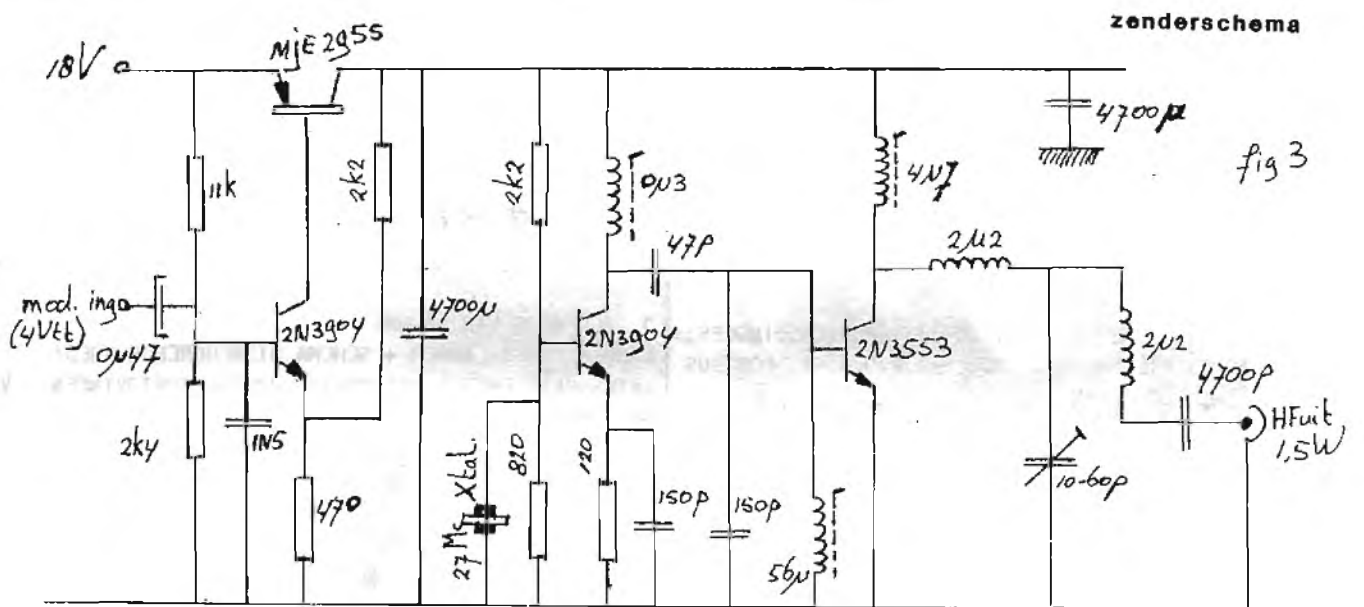 zenderschema
18V
MjE2955
fig 3
4700µ
11k
2k2
2k2
0µ3
4µ7
47p
2µ2
mod. ing
(4Vtt)
0µ47
2N3904
4700µ
2N3904
2N3553
2µ2
4700p
HFuit
1,5W
2k4
1N5
470
27Mc Xtal.
820
120
150p
150p
56µ
10-60p